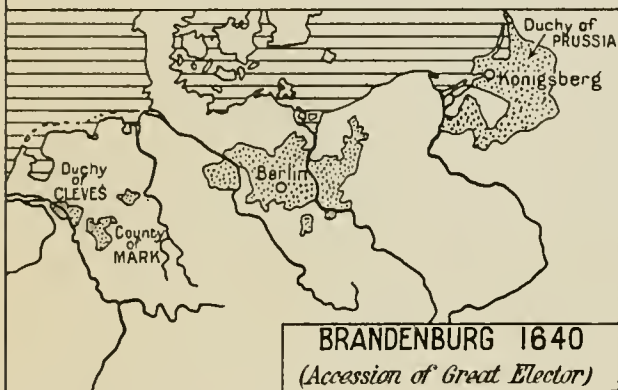 Duchy of
PRUSSIA
Konigsberg
Berlin
Duchy
of
CLEVES
County
of
MARK
BRANDENBURG 1640
(Accession of Great Elector)